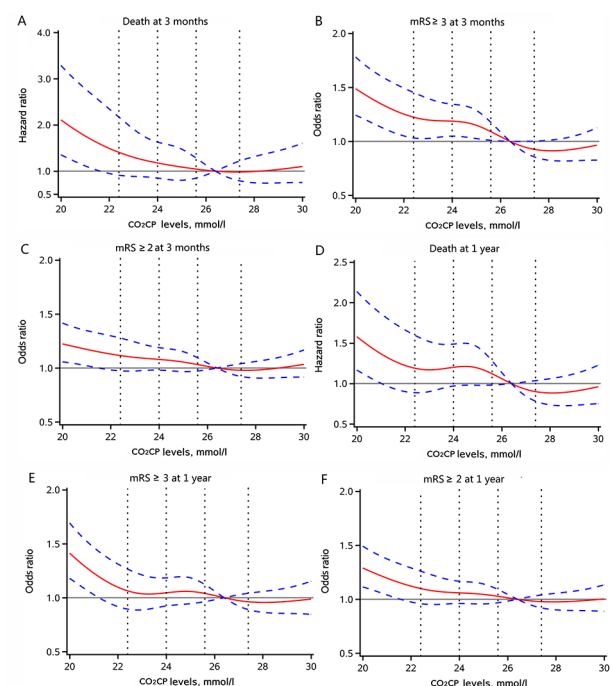 A
Death at 3 months
4.0
3.0
2.0
1.0
0.5
Hazard ratio
20 22 24 26 28 30
CO₂CP levels, mmol/l
B
mRS ≥ 3 at 3 months
2.0
1.5
1.0
0.5
Odds ratio
20 22 24 26 28 30
CO₂CP levels, mmol/l
C
mRS ≥ 2 at 3 months
2.0
1.5
1.0
0.5
Odds ratio
20 22 24 26 28 30
CO₂CP levels, mmol/l
D
Death at 1 year
2.5
2.0
1.5
1.0
0.5
Hazard ratio
20 22 24 26 28 30
CO₂CP levels, mmol/l
E
mRS ≥ 3 at 1 year
2.0
1.5
1.0
0.5
Odds ratio
20 22 24 26 28 30
CO₂CP levels, mmol/l
F
mRS ≥ 2 at 1 year
2.0
1.5
1.0
0.5
Odds ratio
20 22 24 26 28 30
CO₂CP levels, mmol/l